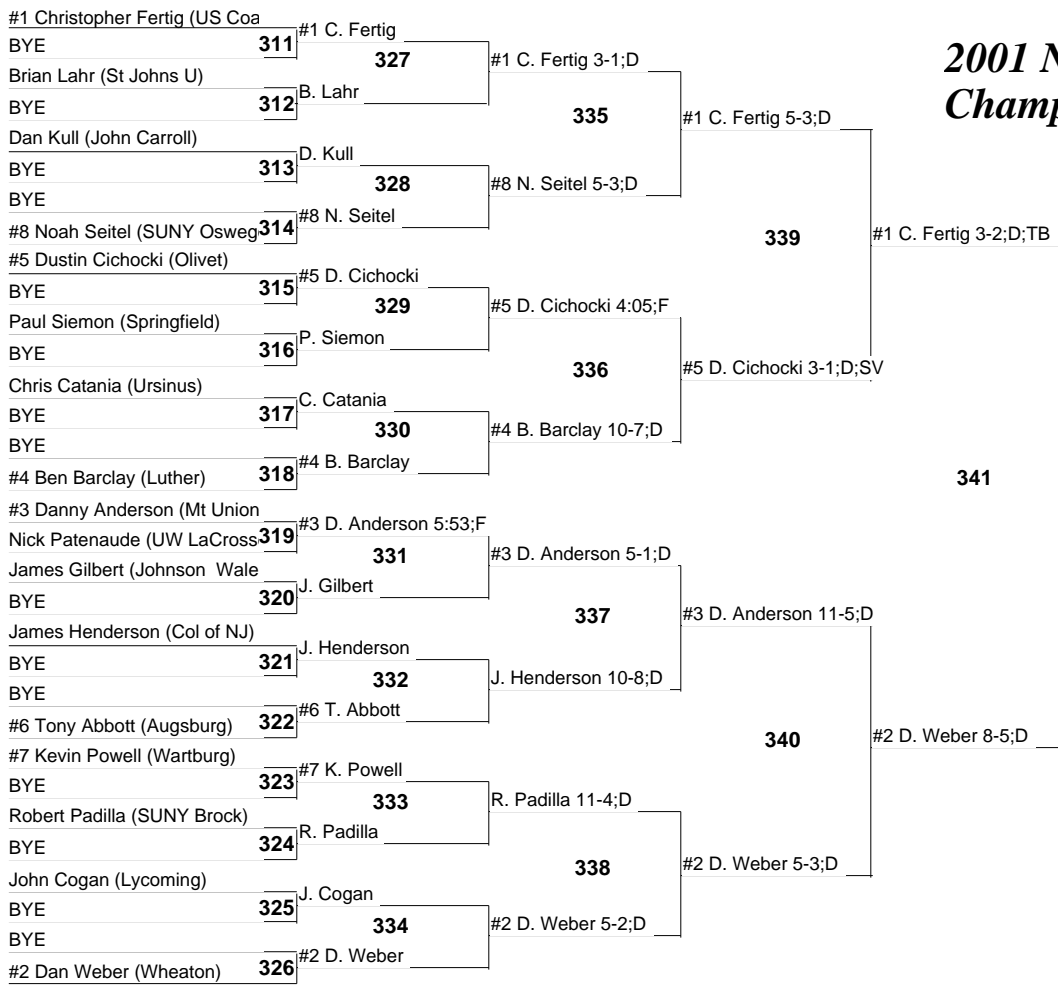 #1 Christopher Fertig (US Coa
BYE
311
Brian Lahr (St Johns U)
BYE
312
Dan Kull (John Carroll)
BYE
313
BYE
#8 Noah Seitel (SUNY Osweg
314
#5 Dustin Cichocki (Olivet)
BYE
315
Paul Siemon (Springfield)
BYE
316
Chris Catania (Ursinus)
BYE
317
BYE
#4 Ben Barclay (Luther)
318
#3 Danny Anderson (Mt Union
Nick Patenaude (UW LaCross
319
James Gilbert (Johnson Wale
BYE
320
James Henderson (Col of NJ)
BYE
321
BYE
#6 Tony Abbott (Augsburg)
322
#7 Kevin Powell (Wartburg)
BYE
323
Robert Padilla (SUNY Brock)
BYE
324
John Cogan (Lycoming)
BYE
325
BYE
#2 Dan Weber (Wheaton)
326
#1 C. Fertig
327
B. Lahr
D. Kull
328
#8 N. Seitel
#5 D. Cichocki
329
P. Siemon
C. Catania
330
#4 B. Barclay
#3 D. Anderson 5:53;F
331
J. Gilbert
J. Henderson
332
#6 T. Abbott
#7 K. Powell
333
R. Padilla
J. Cogan
334
#2 D. Weber
#1 C. Fertig 3-1;D
335
#8 N. Seitel 5-3;D
#5 D. Cichocki 4:05;F
336
#4 B. Barclay 10-7;D
#3 D. Anderson 5-1;D
337
J. Henderson 10-8;D
R. Padilla 11-4;D
338
#2 D. Weber 5-2;D
#1 C. Fertig 5-3;D
339
#5 D. Cichocki 3-1;D;SV
#3 D. Anderson 11-5;D
340
#2 D. Weber 5-3;D
2001 N
Champ
#1 C. Fertig 3-2;D;TB
341
#2 D. Weber 8-5;D